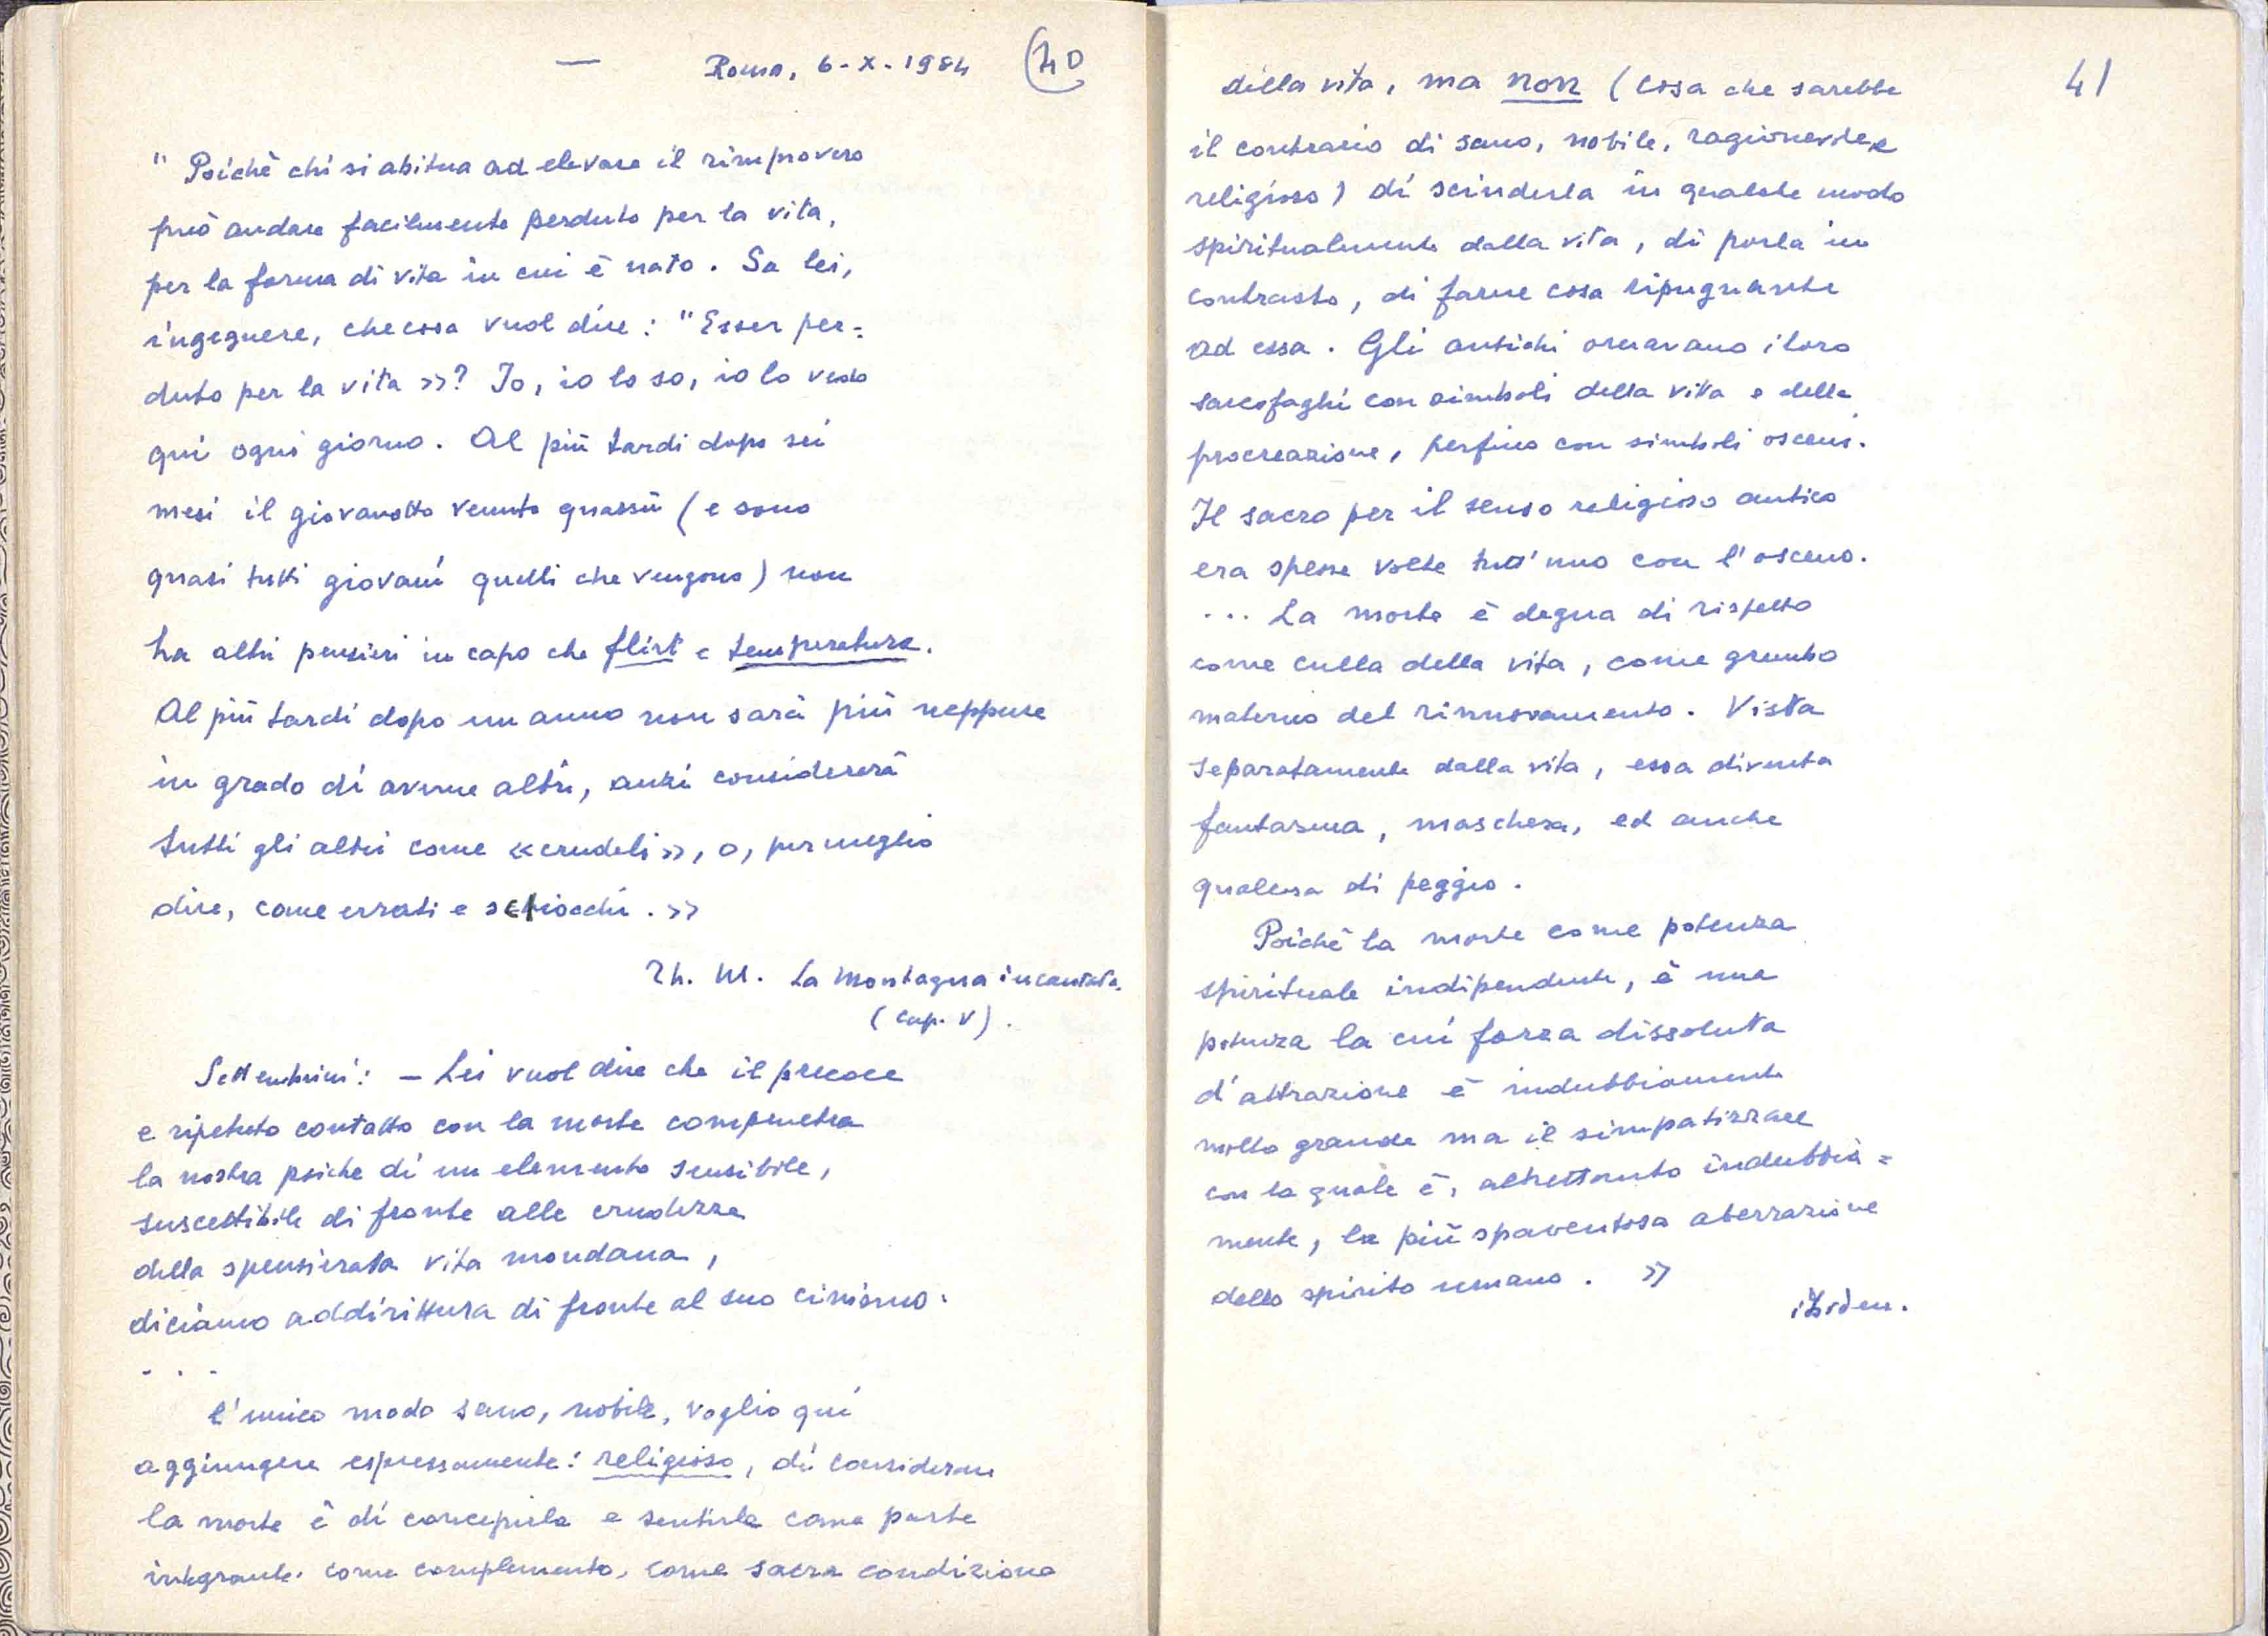 — Roma, 6-X-1984 40
" Poichè chi si abitua ad elevare il rimprovero
può andare facilmente perduto per la vita,
per la forma di vita in cui è nato. Sa lei,
ingegnere, che cosa vuol dire: "Esser per=
duto per la vita »? Io, io lo so, io lo vedo
qui ogni giorno. Al più tardi dopo sei
mesi il giovanotto venuto quassù (e sono
quasi tutti giovani quelli che vengono) non
ha altri pensieri in capo che flirt e temperatura.
Al più tardi dopo un anno non sarà più neppure
in grado di averne altri, anzi considererà
tutti gli altri come «crudeli», o, per meglio
dire, come errati e schiocchi. »
Th. M. La Montagna incantata.
(cap. V).
Settembrini: – Lei vuol dire che il precoce
e ripetuto contatto con la morte compenetra
la nostra psiche di un elemento sensibile,
suscettibile di fronte alle crudezze
della spensierata vita mondana,
diciamo addirittura di fronte al suo cinismo.
. . .
l'unico modo sano, nobile, voglio qui
aggiungere espressamente: religioso, di considerare
la morte è di concepirla e sentirla come parte
integrante, come complemento, come sacra condizione
41
della vita, ma non (cosa che sarebbe
il contrario di sano, nobile, ragionevole e
religioso) di scinderla in qualche modo
spiritualmente dalla vita, di porla in
contrasto, di farne cosa ripugnante
ad essa. Gli antichi ornavano i loro
sarcofaghi con simboli della vita e della
procreazione, perfino con simboli osceni.
Il sacro per il senso religioso antico
era spesse volte tutt'uno con l'osceno.
... La morte è degna di rispetto
come culla della vita, come grembo
materno del rinnovamento. Vista
separatamente dalla vita, essa diventa
fantasma, maschera, ed anche
qualcosa di peggio.
Poichè la morte come potenza
spirituale indipendente, è una
potenza la cui forza dissoluta
d'attrazione è indubbiamente
molto grande ma il simpatizzare
con la quale è, altrettanto indubbia=
mente, la più spaventosa aberrazione
dello spirito umano. »
ibidem.